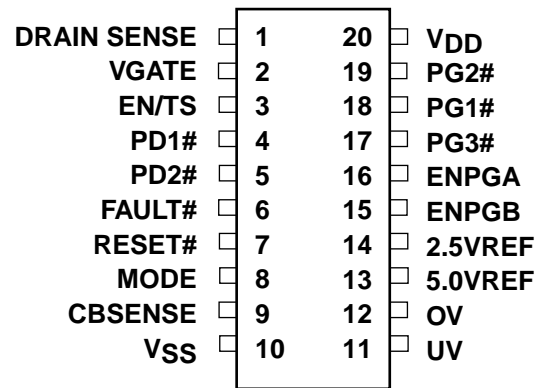 DRAIN SENSE 1 20 VDD
VGATE 2 19 PG2#
EN/TS 3 18 PG1#
PD1# 4 17 PG3#
PD2# 5 16 ENPGA
FAULT# 6 15 ENPGB
RESET# 7 14 2.5VREF
MODE 8 13 5.0VREF
CBSENSE 9 12 OV
VSS 10 11 UV